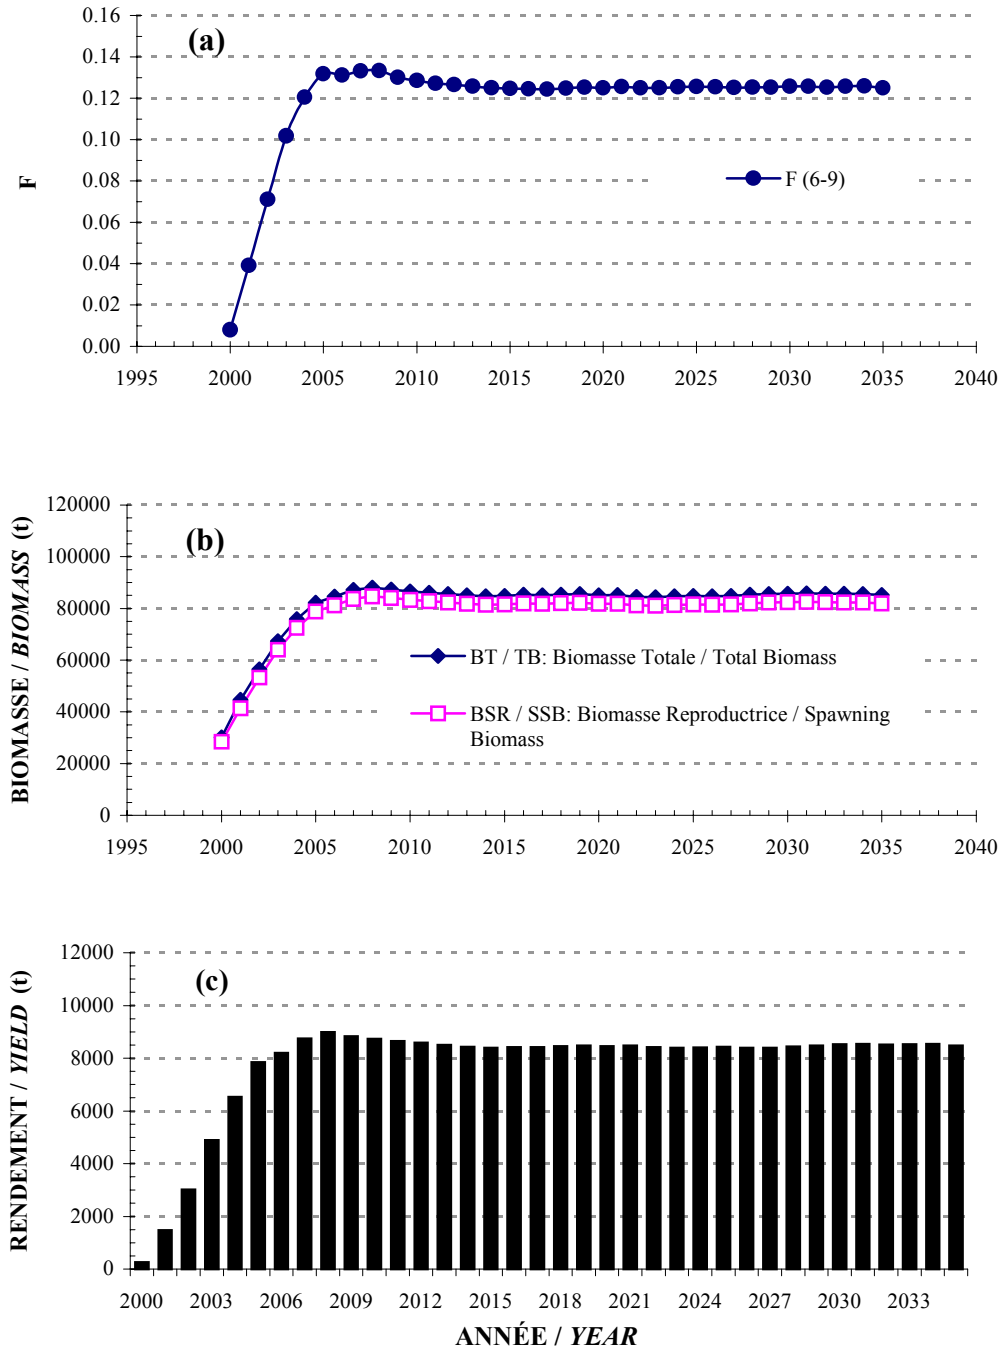 (a)
F
0.16
0.14
0.12
0.10
0.08
0.06
0.04
0.02
0.00
F (6-9)
1995 2000 2005 2010 2015 2020 2025 2030 2035 2040
(b)
BIOMASSE / BIOMASS (t)
120000
100000
80000
60000
40000
20000
0
BT / TB: Biomasse Totale / Total Biomass
BSR / SSB: Biomasse Reproductrice / Spawning
Biomass
1995 2000 2005 2010 2015 2020 2025 2030 2035 2040
(c)
RENDEMENT / YIELD (t)
12000
10000
8000
6000
4000
2000
0
2000 2003 2006 2009 2012 2015 2018 2021 2024 2027 2030 2033
ANNÉE / YEAR